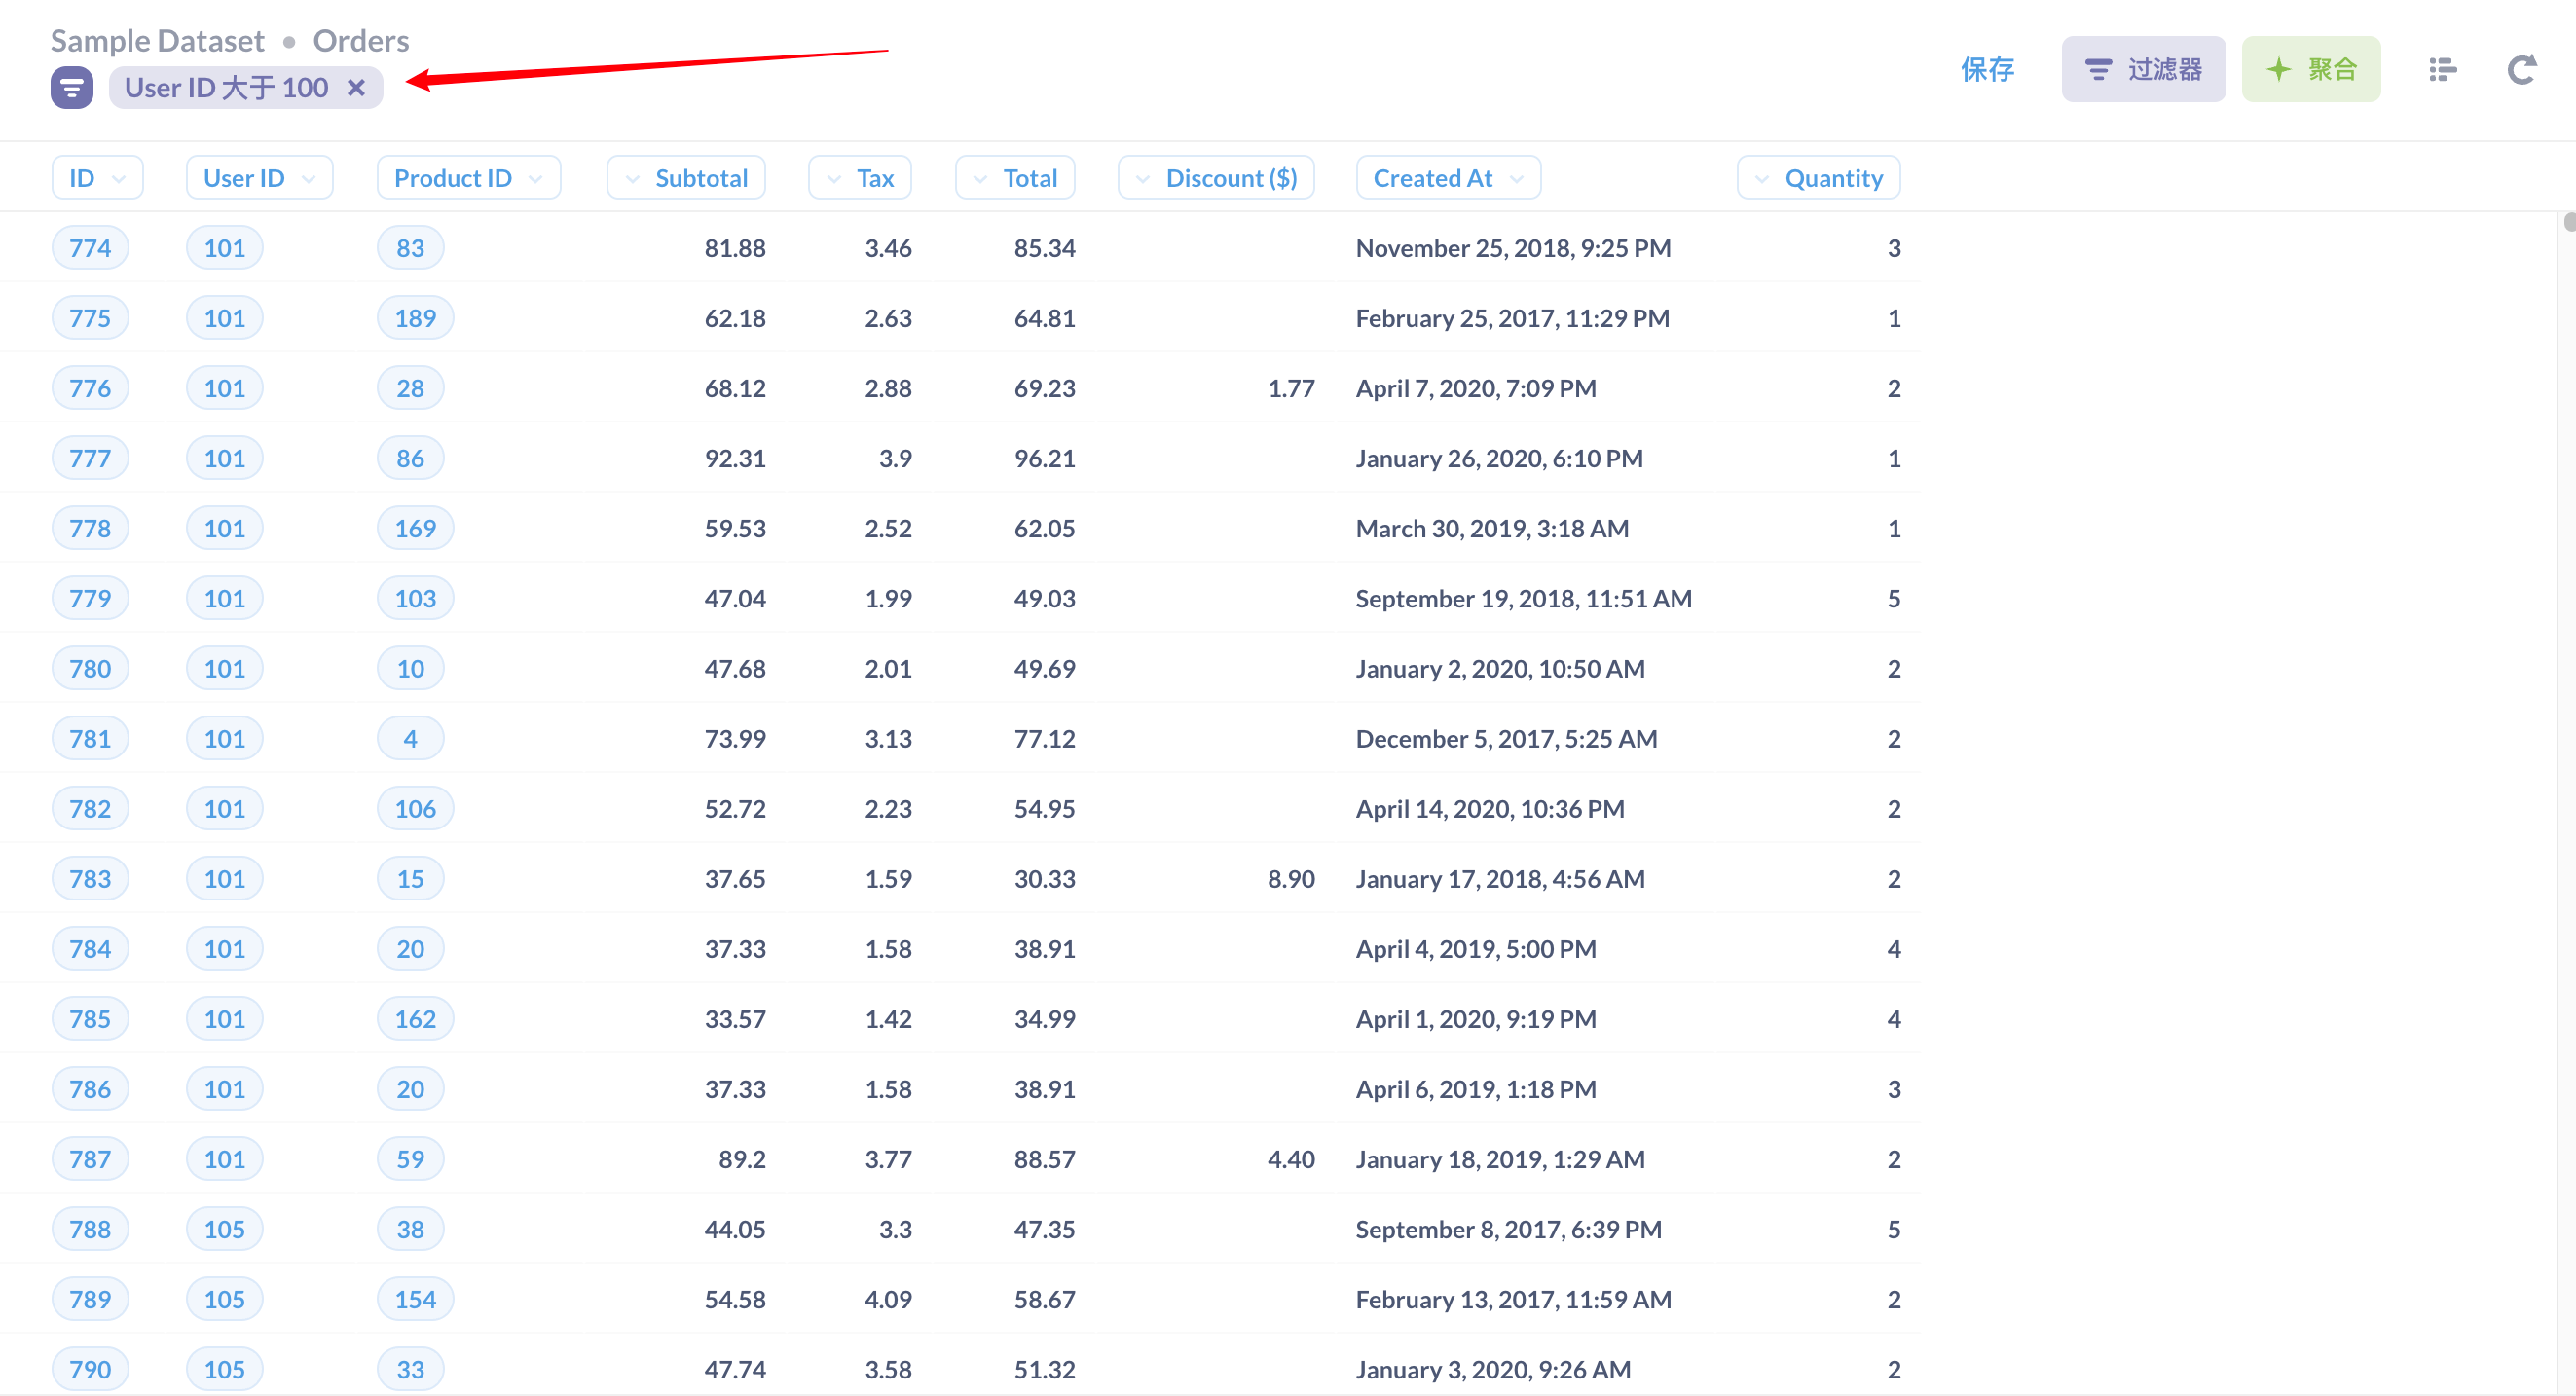 Sample Dataset • Orders
User ID 大于 100 ×
保存 过滤器 聚合
ID User ID Product ID Subtotal Tax Total Discount ($) Created At Quantity
774 101 83 81.88 3.46 85.34 November 25, 2018, 9:25 PM 3
775 101 189 62.18 2.63 64.81 February 25, 2017, 11:29 PM 1
776 101 28 68.12 2.88 69.23 1.77 April 7, 2020, 7:09 PM 2
777 101 86 92.31 3.9 96.21 January 26, 2020, 6:10 PM 1
778 101 169 59.53 2.52 62.05 March 30, 2019, 3:18 AM 1
779 101 103 47.04 1.99 49.03 September 19, 2018, 11:51 AM 5
780 101 10 47.68 2.01 49.69 January 2, 2020, 10:50 AM 2
781 101 4 73.99 3.13 77.12 December 5, 2017, 5:25 AM 2
782 101 106 52.72 2.23 54.95 April 14, 2020, 10:36 PM 2
783 101 15 37.65 1.59 30.33 8.90 January 17, 2018, 4:56 AM 2
784 101 20 37.33 1.58 38.91 April 4, 2019, 5:00 PM 4
785 101 162 33.57 1.42 34.99 April 1, 2020, 9:19 PM 4
786 101 20 37.33 1.58 38.91 April 6, 2019, 1:18 PM 3
787 101 59 89.2 3.77 88.57 4.40 January 18, 2019, 1:29 AM 2
788 105 38 44.05 3.3 47.35 September 8, 2017, 6:39 PM 5
789 105 154 54.58 4.09 58.67 February 13, 2017, 11:59 AM 2
790 105 33 47.74 3.58 51.32 January 3, 2020, 9:26 AM 2